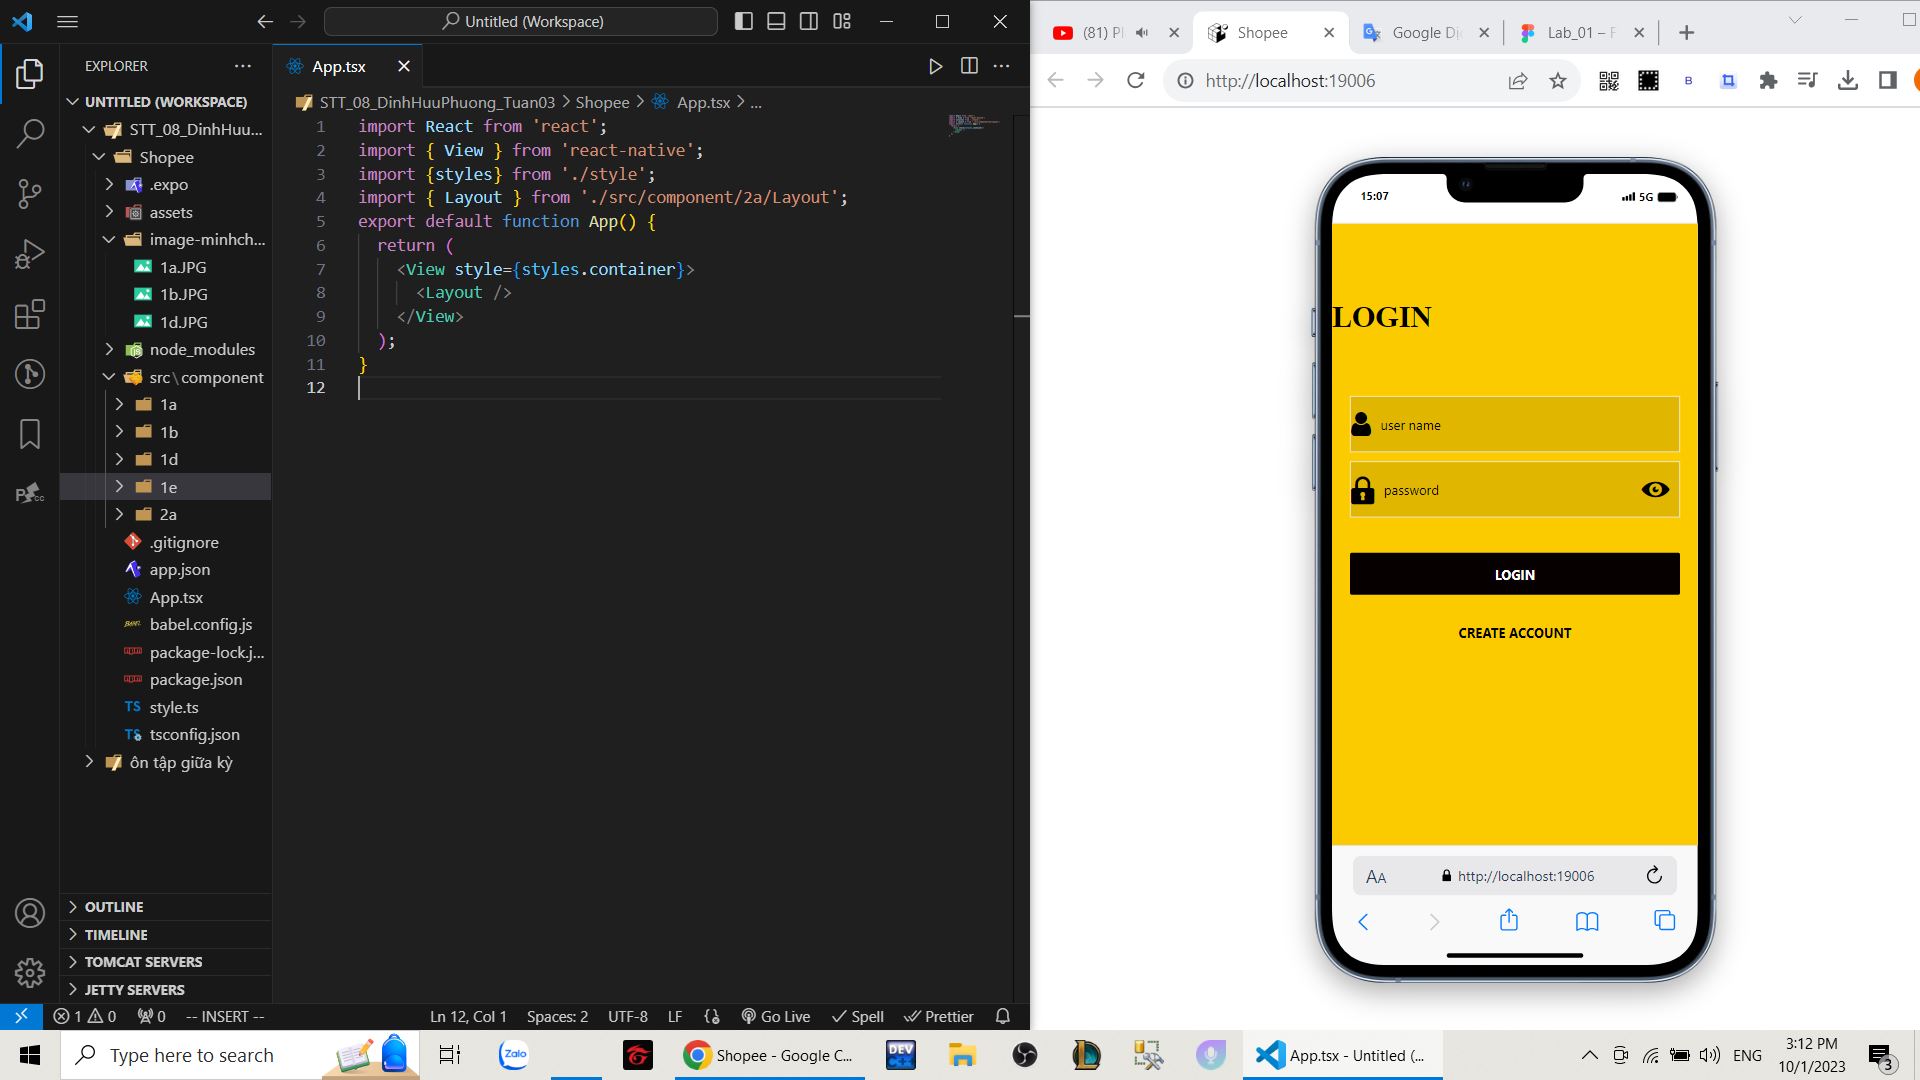 Untitled (Workspace)
EXPLORER
UNTITLED (WORKSPACE)
STT_08_DinhHuu...
Shopee
.expo
assets
image-minhch...
1a.JPG
1b.JPG
1d.JPG
node_modules
src\component
1a
1b
1d
1e
2a
.gitignore
app.json
App.tsx
babel.config.js
package-lock.j...
package.json
style.ts
tsconfig.json
ôn tập giữa kỳ
OUTLINE
TIMELINE
TOMCAT SERVERS
JETTY SERVERS
App.tsx
STT_08_DinhHuuPhuong_Tuan03 > Shopee > App.tsx > ...
1 import React from 'react';
2 import { View } from 'react-native';
3 import {styles} from './style';
4 import { Layout } from './src/component/2a/Layout';
5 export default function App() {
6 return (
7 <View style={styles.container}>
8 <Layout />
9 </View>
10 );
11 }
12
1 0 0 -- INSERT -- Ln 12, Col 1 Spaces: 2 UTF-8 LF Go Live Spell Prettier
(81) Pl Shopee Google Dị Lab_01 – F
http://localhost:19006
15:07 5G
LOGIN
user name
password
LOGIN
CREATE ACCOUNT
AA http://localhost:19006
Type here to search
Zalo
Shopee - Google C...
DEV
App.tsx - Untitled (...
ENG
3:12 PM
10/1/2023
3